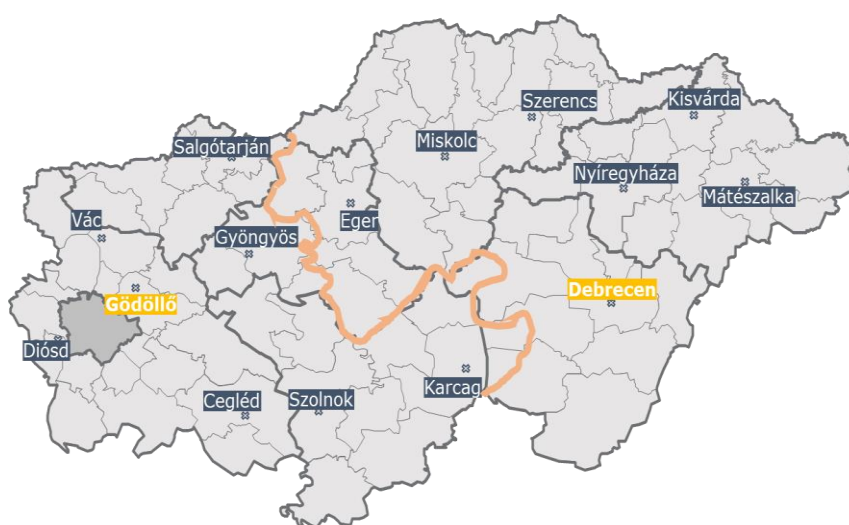 Szerencs
Kisvárda
Salgótarján
Miskolc
Nyíregyháza
Mátészalka
Vác
Eger
Gyöngyös
Gödöllő
Debrecen
Diósd
Karcag
Cegléd
Szolnok